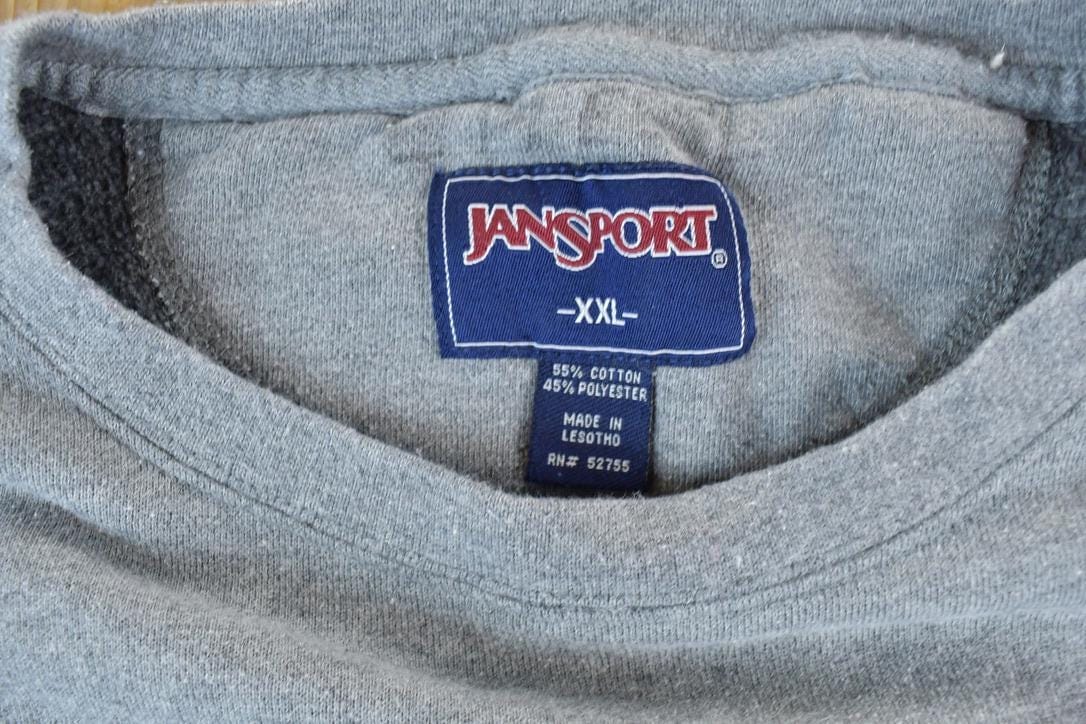 JANSPORT®
-XXL-
55% COTTON
45% POLYESTER
MADE IN
LESOTHO
RN# 52755